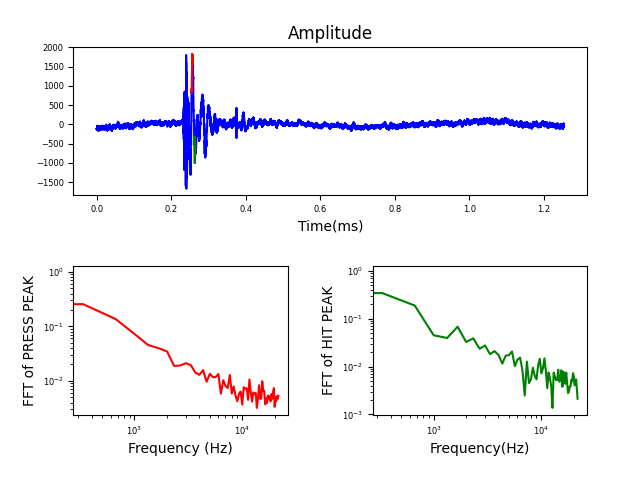 Amplitude
2000
1500
1000
500
0
−500
−1000
−1500
0.0 0.2 0.4 0.6 0.8 1.0 1.2
Time(ms)
FFT of PRESS PEAK
10⁰
10⁻¹
10⁻²
10³ 10⁴
Frequency (Hz)
FFT of HIT PEAK
10⁰
10⁻¹
10⁻²
10⁻³
10³ 10⁴
Frequency(Hz)